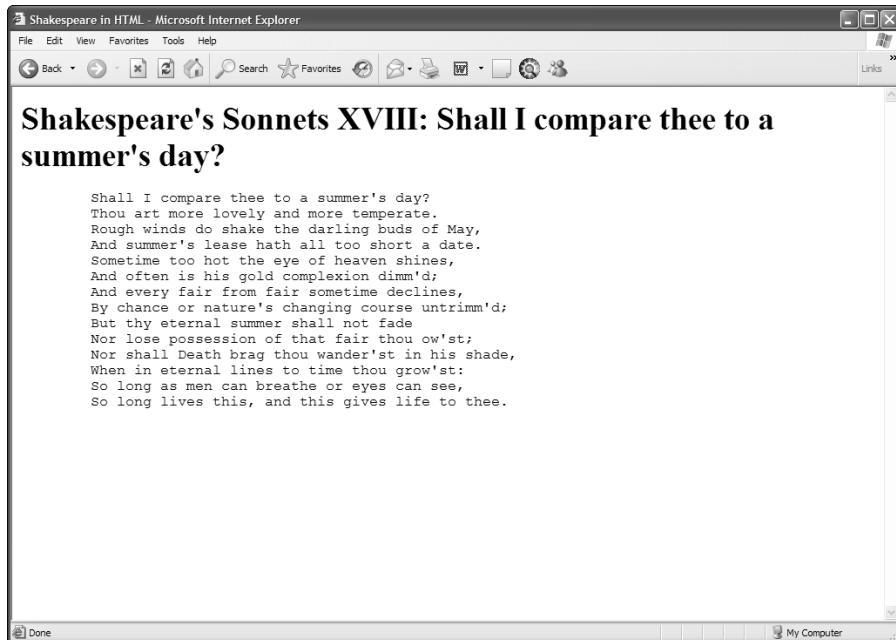 Shakespeare in HTML - Microsoft Internet Explorer
File Edit View Favorites Tools Help
Back Search Favorites Links
Shakespeare's Sonnets XVIII: Shall I compare thee to a
summer's day?
Shall I compare thee to a summer's day?
Thou art more lovely and more temperate.
Rough winds do shake the darling buds of May,
And summer's lease hath all too short a date.
Sometime too hot the eye of heaven shines,
And often is his gold complexion dimm'd;
And every fair from fair sometime declines,
By chance or nature's changing course untrimm'd;
But thy eternal summer shall not fade
Nor lose possession of that fair thou ow'st;
Nor shall Death brag thou wander'st in his shade,
When in eternal lines to time thou grow'st:
So long as men can breathe or eyes can see,
So long lives this, and this gives life to thee.
Done My Computer